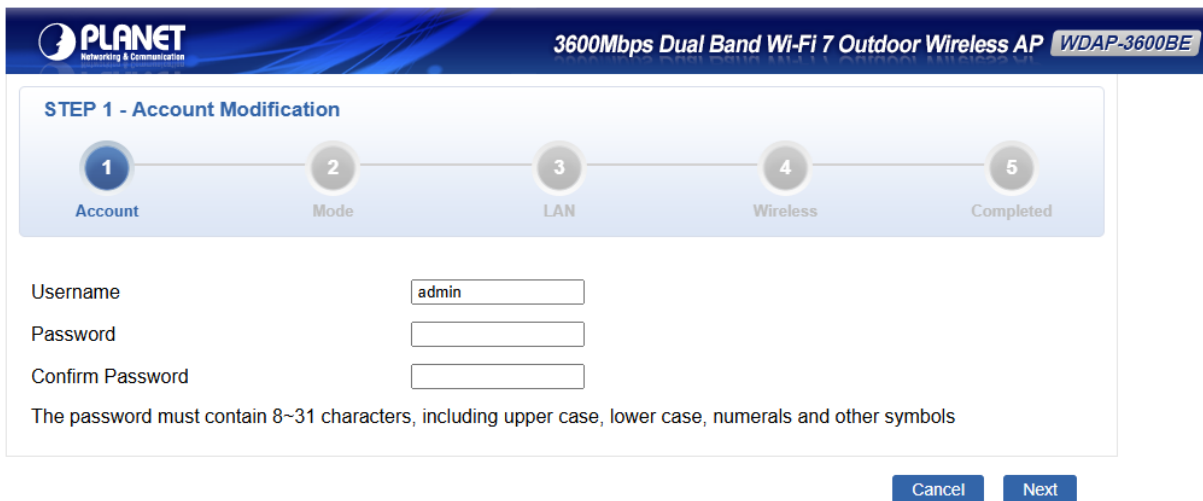 PLANET
Networking & Communication
3600Mbps Dual Band Wi-Fi 7 Outdoor Wireless AP WDAP-3600BE
STEP 1 - Account Modification
1 2 3 4 5
Account Mode LAN Wireless Completed
Username admin
Password
Confirm Password
The password must contain 8~31 characters, including upper case, lower case, numerals and other symbols
Cancel Next